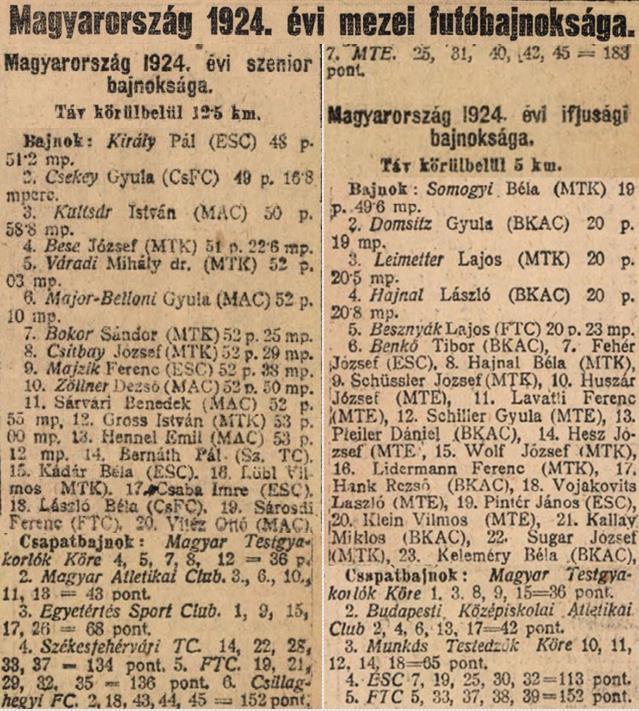 Magyarország 1924. évi mezei futóbajnoksága.
Magyarország 1924. évi szenior
bajnoksága.
Táv körülbelül 12·5 km.
Bajnok: Király Pál (ESC) 48 p.
51·2 mp.
2. Csekey Gyula (CsFC) 49 p. 16·8
mperc.
3. Kultsár István (MAC) 50 p.
58·8 mp.
4. Bese József (MTK) 51 p. 22·6 mp.
5. Váradi Mihály dr. (MTK) 52 p.
03 mp.
6. Major-Belloni Gyula (MAC) 52 p.
10 mp.
7. Bokor Sándor (MTK) 52 p. 25 mp.
8. Csitbay József (MTK) 52 p. 29 mp.
9. Majzik Ferenc (ESC) 52 p. 38 mp.
10. Zöllner Dezső (MAC) 52 p. 50 mp.
11. Sárvári Benedek (MAC) 52 p.
55 mp, 12. Gross István (MTK) 53 p.
00 mp, 13. Hennel Emil (MAC) 53 p.
12 mp. 14. Bernáth Pál (Sz. TC).
15. Kádár Béla (ESC). 16. Löbl Vil-
mos MTK). 17. Csaba Imre (ESC).
18. László Béla (CsFC). 19. Sárosdi
Ferenc (FTC). 20. Vitéz Ottó (MAC).
Csapatbajnok: Magyar Testgya-
korlók Köre 4, 5, 7, 8, 12 = 36 p.
2. Magyar Atletikai Club. 3., 6., 10.,
11, 13 = 43 pont.
3. Egyetértés Sport Club. 1, 9, 15,
17, 26 = 68 pont.
4. Székesfehérvári TC. 14, 22, 28,
33, 37 = 134 pont. 5. FTC. 19, 21,
29, 32, 35 = 136 pont. 6. Csillag-
hegyi FC. 2, 18, 43, 44, 45 = 152 pont.
7. MTE. 25, 31, 40, 42, 45 = 183
pont.
Magyarország 1924. évi ifjusági
bajnoksága.
Táv körülbelül 5 km.
Bajnok: Somogyi Béla (MTK) 19
p. 49·6 mp.
2. Domsitz Gyula (BKAC) 20 p.
19 mp.
3. Leimetter Lajos (MTK) 20 p.
20·5 mp.
4. Hajnal László (BKAC) 20 p.
20·8 mp.
5. Besznyák Lajos (FTC) 20 p. 23 mp.
6. Benkő Tibor (BKAC), 7. Fehér
József (ESC), 8. Hajnal Béla (MTK),
9. Schüssler József (MTK), 10. Huszár
József (MTE), 11. Lavatti Ferenc
(MTE), 12. Schiller Gyula (MTE), 13.
Pfeiler Dániel (BKAC), 14. Hesz Jó-
zsef (MTE), 15. Wolf József (MTK),
16. Lidermann Ferenc (MTK), 17.
Hank Rezső (BKAC), 18. Vojakovits
László (MTE), 19. Pintér János (ESC),
20. Klein Vilmos (MTE), 21. Kállay
Miklós (BKAC), 22. Sugár József
(MTK), 23. Keleméry Béla (BKAC),
Csapatbajnok: Magyar Testgya-
korlók Köre 1. 3. 8, 9, 15=36 pont.
2. Budapesti Középiskolai Atletikai
Club 2, 4, 6, 13, 17=42 pont.
3. Munkás Testedzők Köre 10, 11,
12, 14, 18=65 pont.
4. ESC 7, 19, 25, 30, 32=113 pont.
5. FTC 5, 33, 37, 38, 39=152 pont.